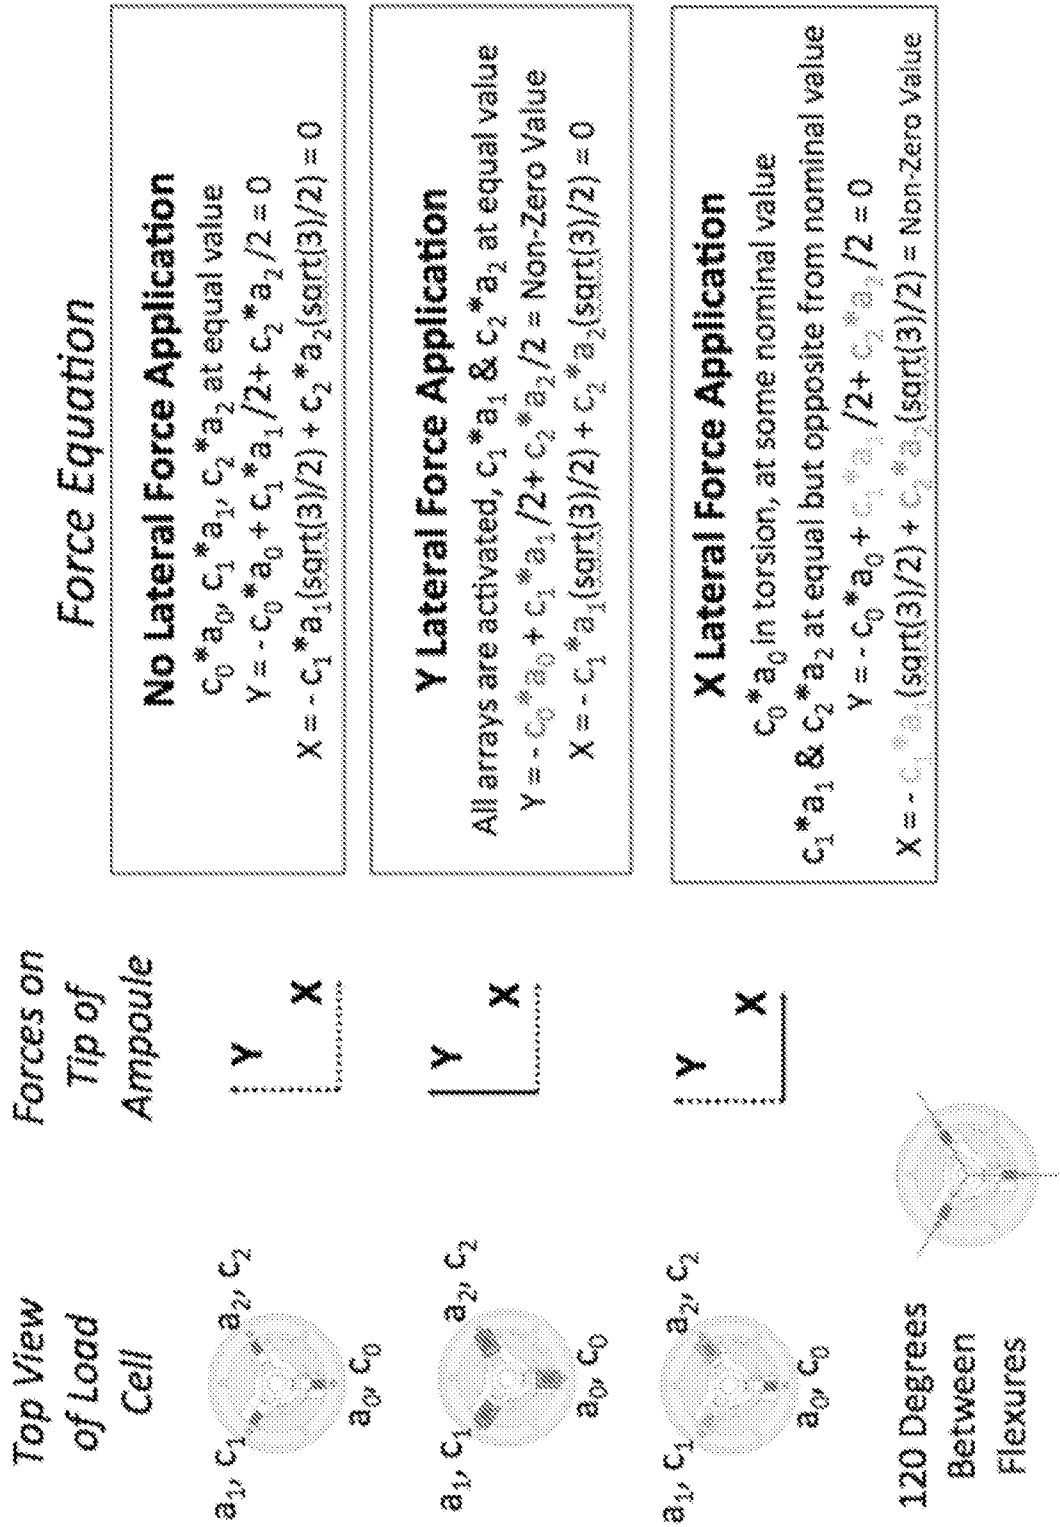 Top View
of Load
Cell
Forces on
Tip of
Ampoule
Force Equation
a₁, c₁
a₂, c₂
a₀, c₀
Y
X
No Lateral Force Application
c₀*a₀, c₁*a₁, c₂*a₂ at equal value
Y = - c₀*a₀ + c₁*a₁/2+ c₂*a₂/2 = 0
X = - c₁*a₁(sqrt(3)/2) + c₂*a₂(sqrt(3)/2) = 0
a₁, c₁
a₂, c₂
a₀, c₀
Y
X
Y Lateral Force Application
All arrays are activated, c₁*a₁ & c₂*a₂ at equal value
Y = - c₀*a₀ + c₁*a₁/2+ c₂*a₂/2 = Non-Zero Value
X = - c₁*a₁(sqrt(3)/2) + c₂*a₂(sqrt(3)/2) = 0
a₁, c₁
a₂, c₂
a₀, c₀
Y
X
X Lateral Force Application
c₀*a₀ in torsion, at some nominal value
c₁*a₁ & c₂*a₂ at equal but opposite from nominal value
Y = - c₀*a₀ + c₁*a₁ /2+ c₂*a₂/2 = 0
X = - c₁*a₁ (sqrt(3)/2) + c₂*a₂(sqrt(3)/2) = Non-Zero Value
120 Degrees
Between
Flexures